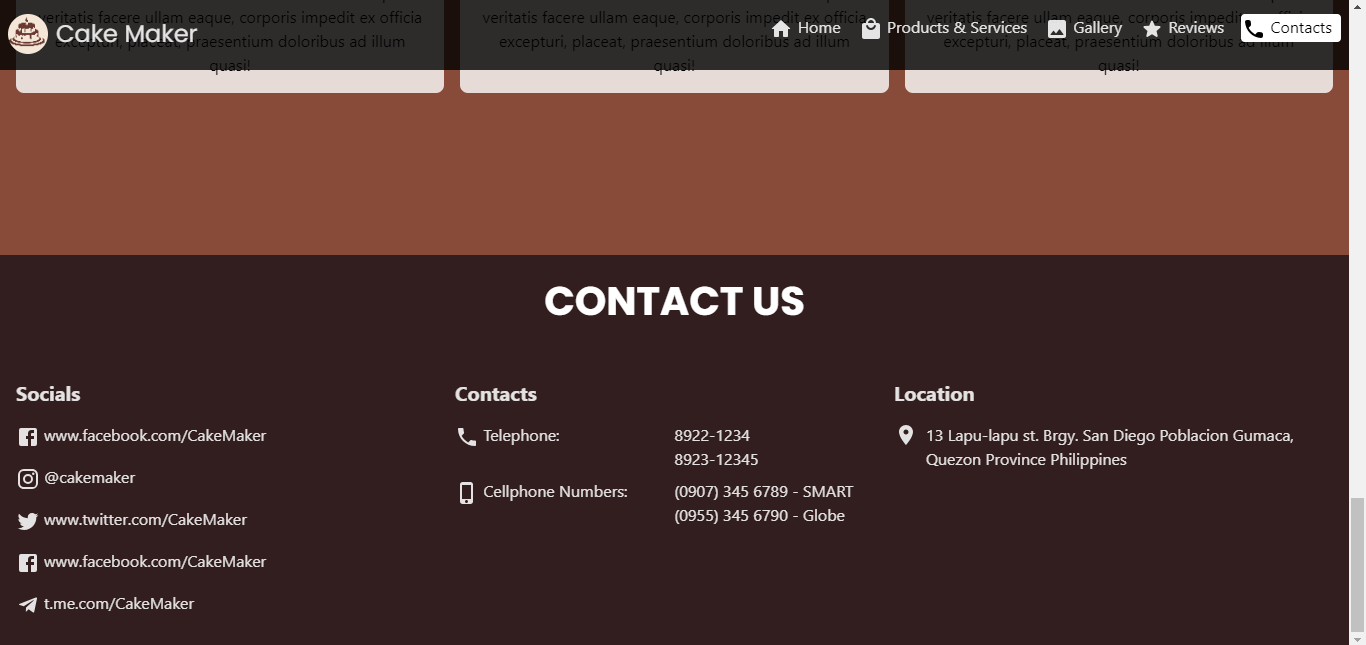 Cake Maker
Home
Products & Services
Gallery
Reviews
Contacts
veritatis facere ullam eaque, corporis impedit ex officia
excepturi, placeat, praesentium doloribus ad illum
quasi!
veritatis facere ullam eaque, corporis impedit ex officia
excepturi, placeat, praesentium doloribus ad illum
quasi!
veritatis facere ullam eaque, corporis impedit ex officia
excepturi, placeat, praesentium doloribus ad illum
quasi!
CONTACT US
Socials
www.facebook.com/CakeMaker
@cakemaker
www.twitter.com/CakeMaker
www.facebook.com/CakeMaker
t.me.com/CakeMaker
Contacts
Telephone:
8922-1234
8923-12345
Cellphone Numbers:
(0907) 345 6789 - SMART
(0955) 345 6790 - Globe
Location
13 Lapu-lapu st. Brgy. San Diego Poblacion Gumaca,
Quezon Province Philippines